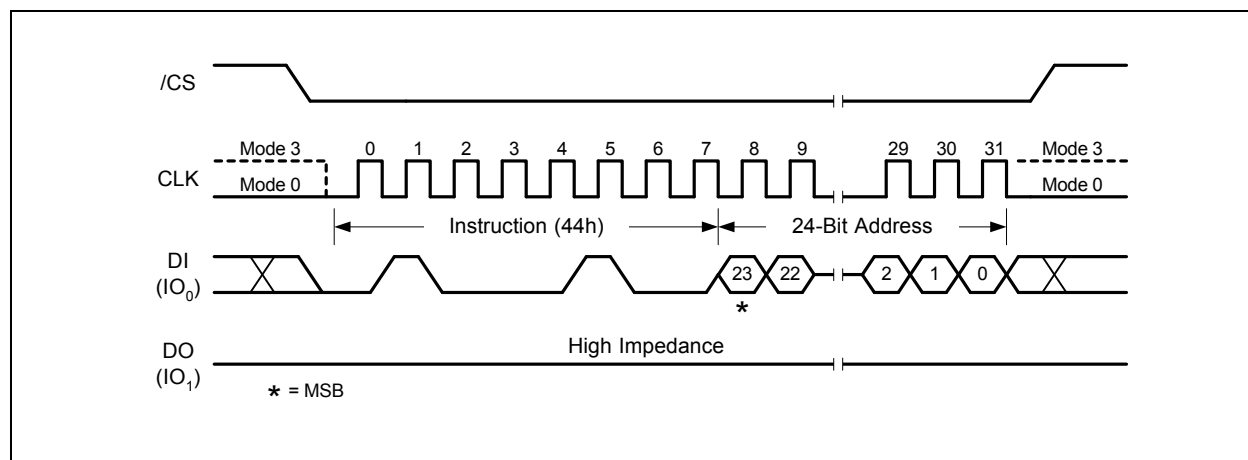 /CS
Mode 3 0 1 2 3 4 5 6 7 8 9 29 30 31 Mode 3
CLK Mode 0 Mode 0
Instruction (44h) 24-Bit Address
DI
(IO₀)
23 22 2 1 0
*
DO
(IO₁)
High Impedance
* = MSB